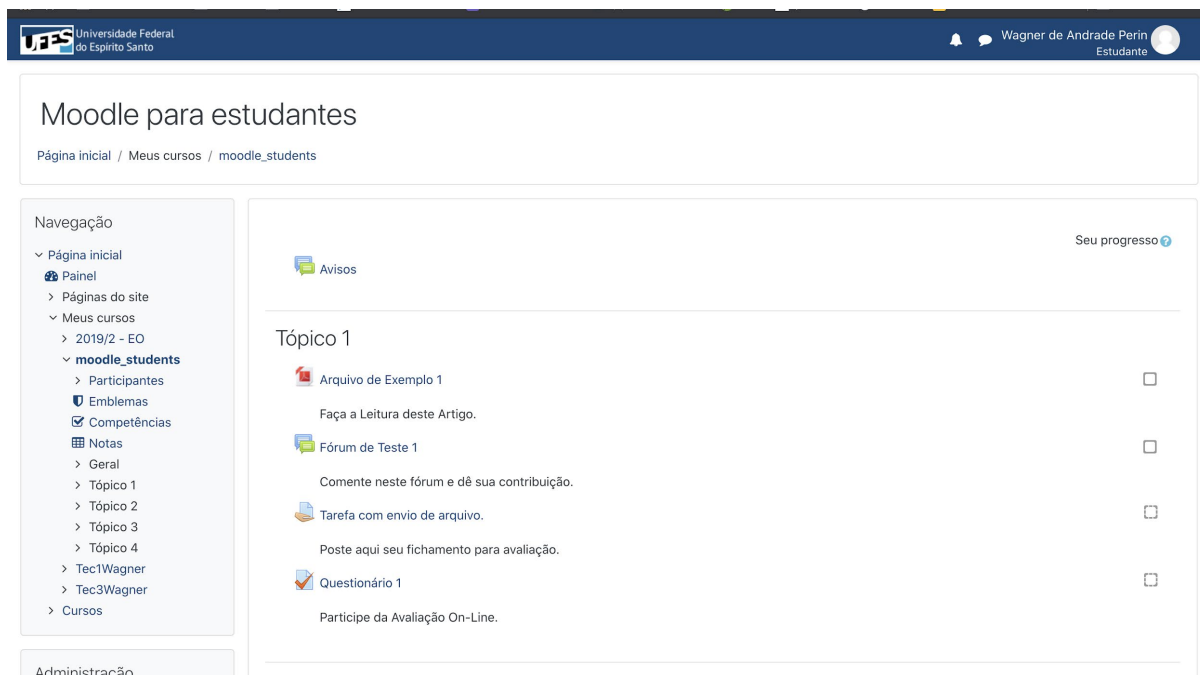 UFES
Universidade Federal
do Espírito Santo
Wagner de Andrade Perin
Estudante
Moodle para estudantes
Página inicial / Meus cursos / moodle_students
Navegação
Página inicial
Painel
Páginas do site
Meus cursos
2019/2 - EO
moodle_students
Participantes
Emblemas
Competências
Notas
Geral
Tópico 1
Tópico 2
Tópico 3
Tópico 4
Tec1Wagner
Tec3Wagner
Cursos
Administração
Seu progresso
Avisos
Tópico 1
Arquivo de Exemplo 1
Faça a Leitura deste Artigo.
Fórum de Teste 1
Comente neste fórum e dê sua contribuição.
Tarefa com envio de arquivo.
Poste aqui seu fichamento para avaliação.
Questionário 1
Participe da Avaliação On-Line.